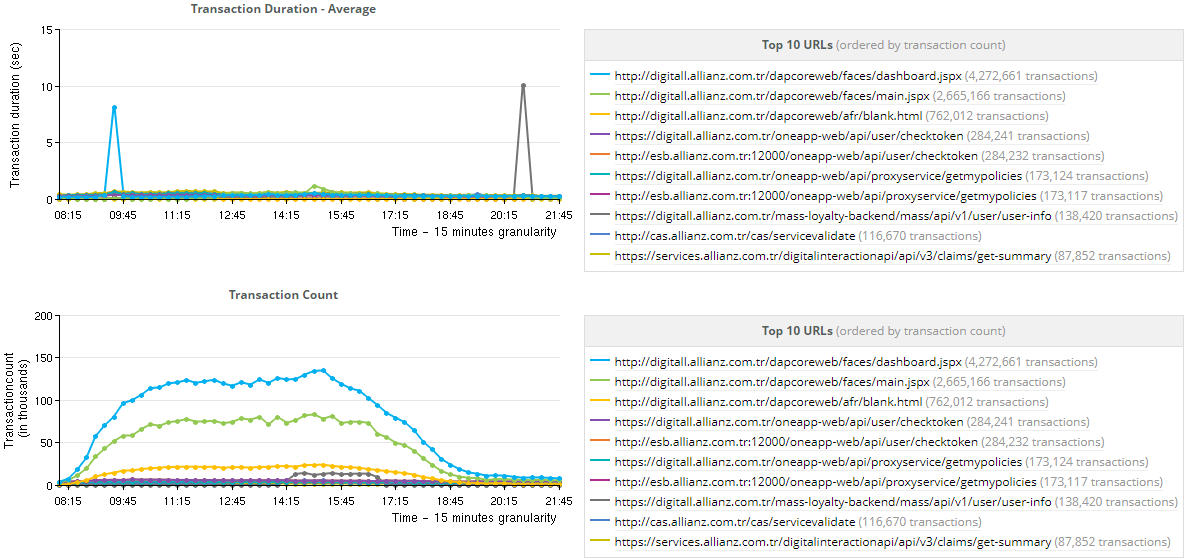 Transaction Duration - Average
Transaction duration (sec)
15
10
5
0
08:15 09:45 11:15 12:45 14:15 15:45 17:15 18:45 20:15 21:45
Time - 15 minutes granularity
Top 10 URLs (ordered by transaction count)
http://digitall.allianz.com.tr/dapcoreweb/faces/dashboard.jspx (4,272,661 transactions)
http://digitall.allianz.com.tr/dapcoreweb/faces/main.jspx (2,665,166 transactions)
http://digitall.allianz.com.tr/dapcoreweb/afr/blank.html (762,012 transactions)
https://digitall.allianz.com.tr/oneapp-web/api/user/checktoken (284,241 transactions)
http://esb.allianz.com.tr:12000/oneapp-web/api/user/checktoken (284,232 transactions)
https://digitall.allianz.com.tr/oneapp-web/api/proxyservice/getmypolicies (173,124 transactions)
http://esb.allianz.com.tr:12000/oneapp-web/api/proxyservice/getmypolicies (173,117 transactions)
https://digitall.allianz.com.tr/mass-loyalty-backend/mass/api/v1/user/user-info (138,420 transactions)
http://cas.allianz.com.tr/cas/servicevalidate (116,670 transactions)
https://services.allianz.com.tr/digitalinteractionapi/api/v3/claims/get-summary (87,852 transactions)
Transaction Count
Transactioncount
(in thousands)
200
150
100
50
0
08:15 09:45 11:15 12:45 14:15 15:45 17:15 18:45 20:15 21:45
Time - 15 minutes granularity
Top 10 URLs (ordered by transaction count)
http://digitall.allianz.com.tr/dapcoreweb/faces/dashboard.jspx (4,272,661 transactions)
http://digitall.allianz.com.tr/dapcoreweb/faces/main.jspx (2,665,166 transactions)
http://digitall.allianz.com.tr/dapcoreweb/afr/blank.html (762,012 transactions)
https://digitall.allianz.com.tr/oneapp-web/api/user/checktoken (284,241 transactions)
http://esb.allianz.com.tr:12000/oneapp-web/api/user/checktoken (284,232 transactions)
https://digitall.allianz.com.tr/oneapp-web/api/proxyservice/getmypolicies (173,124 transactions)
http://esb.allianz.com.tr:12000/oneapp-web/api/proxyservice/getmypolicies (173,117 transactions)
https://digitall.allianz.com.tr/mass-loyalty-backend/mass/api/v1/user/user-info (138,420 transactions)
http://cas.allianz.com.tr/cas/servicevalidate (116,670 transactions)
https://services.allianz.com.tr/digitalinteractionapi/api/v3/claims/get-summary (87,852 transactions)